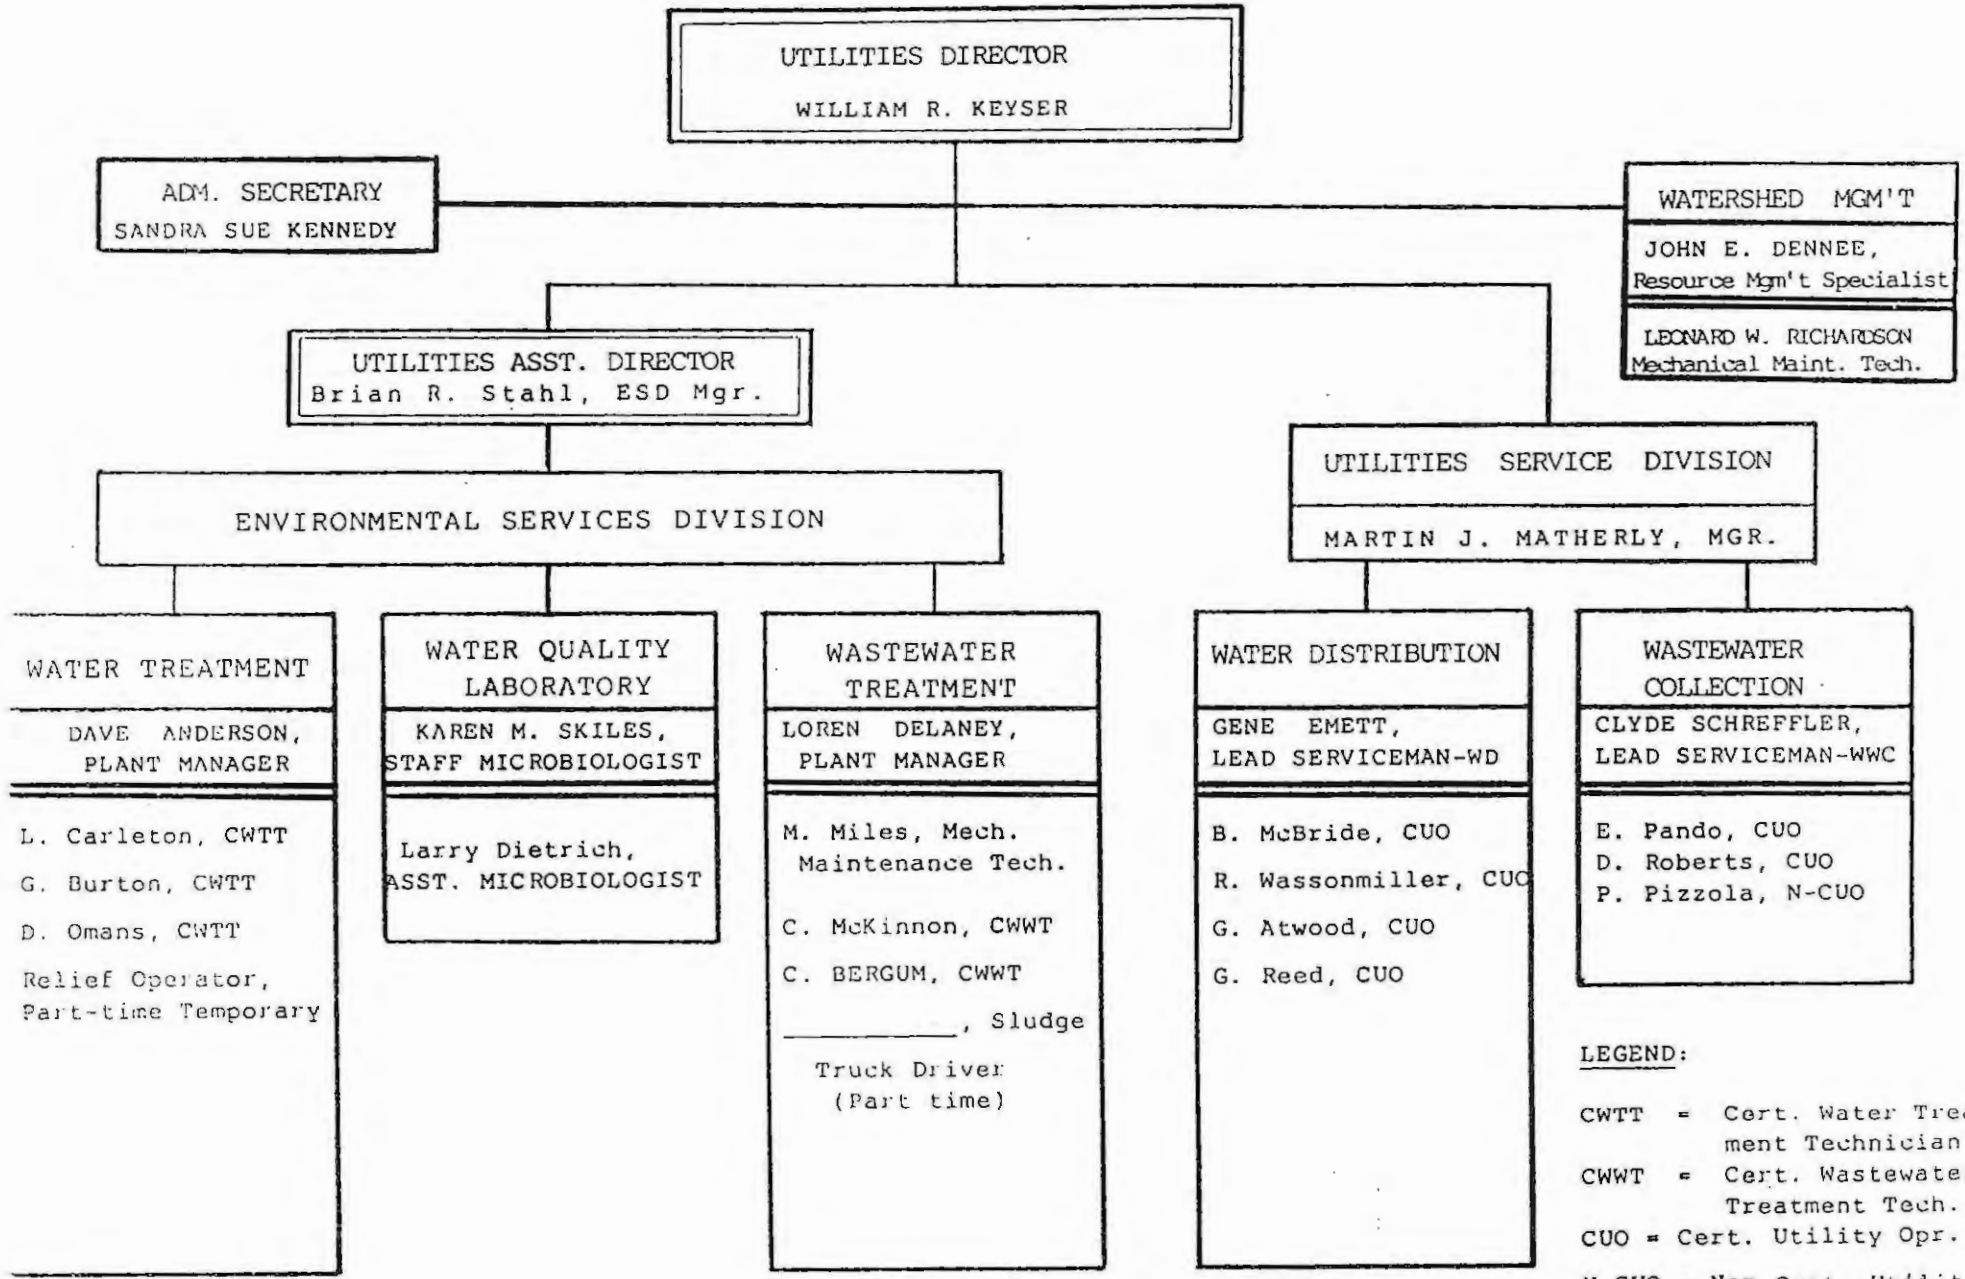 UTILITIES DIRECTOR
WILLIAM R. KEYSER
ADM. SECRETARY
SANDRA SUE KENNEDY
WATERSHED MGM'T
JOHN E. DENNEE,
Resource Mgm't Specialist
LEONARD W. RICHARDSON
Mechanical Maint. Tech.
UTILITIES ASST. DIRECTOR
Brian R. Stahl, ESD Mgr.
UTILITIES SERVICE DIVISION
MARTIN J. MATHERLY, MGR.
ENVIRONMENTAL SERVICES DIVISION
WATER TREATMENT
DAVE ANDERSON,
PLANT MANAGER
L. Carleton, CWTT
G. Burton, CWTT
D. Omans, CWTT
Relief Operator,
Part-time Temporary
WATER QUALITY
LABORATORY
KAREN M. SKILES,
STAFF MICROBIOLOGIST
Larry Dietrich,
ASST. MICROBIOLOGIST
WASTEWATER
TREATMENT
LOREN DELANEY,
PLANT MANAGER
M. Miles, Mech.
Maintenance Tech.
C. McKinnon, CWWT
C. BERGUM, CWWT
__________, Sludge
Truck Driver
(Part time)
WATER DISTRIBUTION
GENE EMETT,
LEAD SERVICEMAN-WD
B. McBride, CUO
R. Wassonmiller, CUO
G. Atwood, CUO
G. Reed, CUO
WASTEWATER
COLLECTION
CLYDE SCHREFFLER,
LEAD SERVICEMAN-WWC
E. Pando, CUO
D. Roberts, CUO
P. Pizzola, N-CUO
LEGEND:
CWTT = Cert. Water Trea
ment Technician
CWWT = Cert. Wastewate
Treatment Tech.
CUO = Cert. Utility Opr.